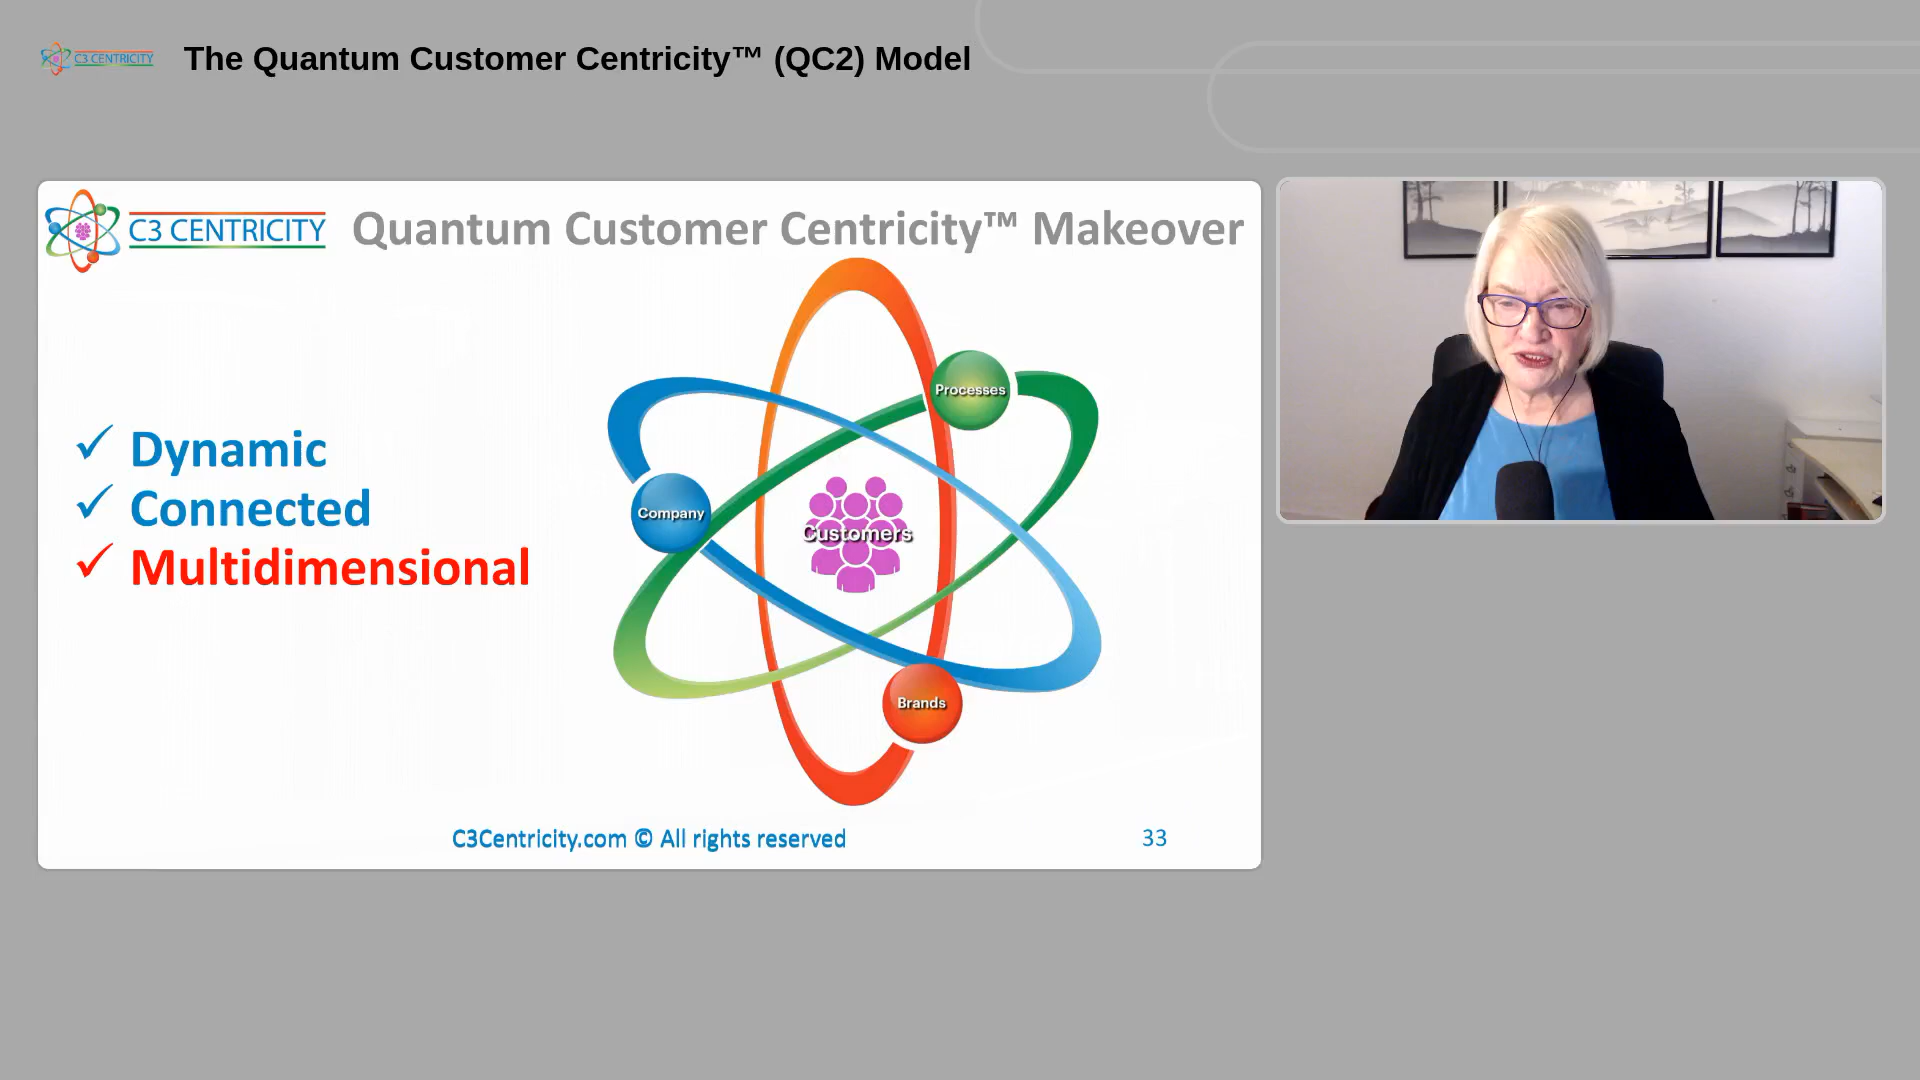 C3 CENTRICITY
The Quantum Customer Centricity™ (QC2) Model
C3 CENTRICITY
Quantum Customer Centricity™ Makeover
Processes
✓ Dynamic
✓ Connected
✓ Multidimensional
Company
Customers
Brands
C3Centricity.com © All rights reserved
33